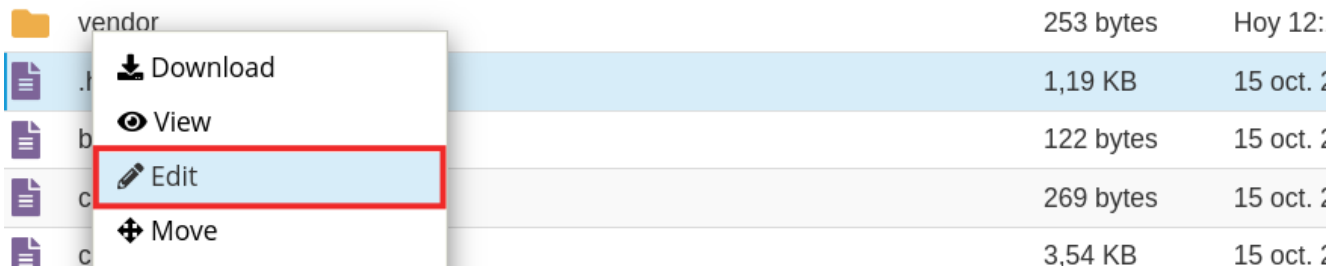 vendor 253 bytes Hoy 12:
Download
.h 1,19 KB 15 oct. 2
View
b 122 bytes 15 oct. 2
Edit
c 269 bytes 15 oct. 2
Move
c 3,54 KB 15 oct. 2